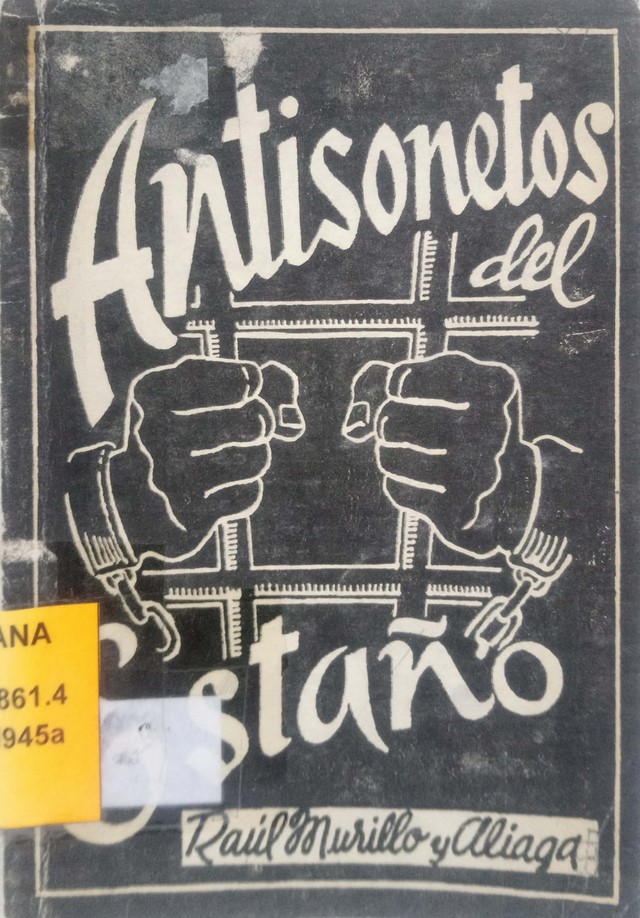 Antisonetos
del
Estaño
Raúl Murillo y Aliaga
ANA
861.4
945a